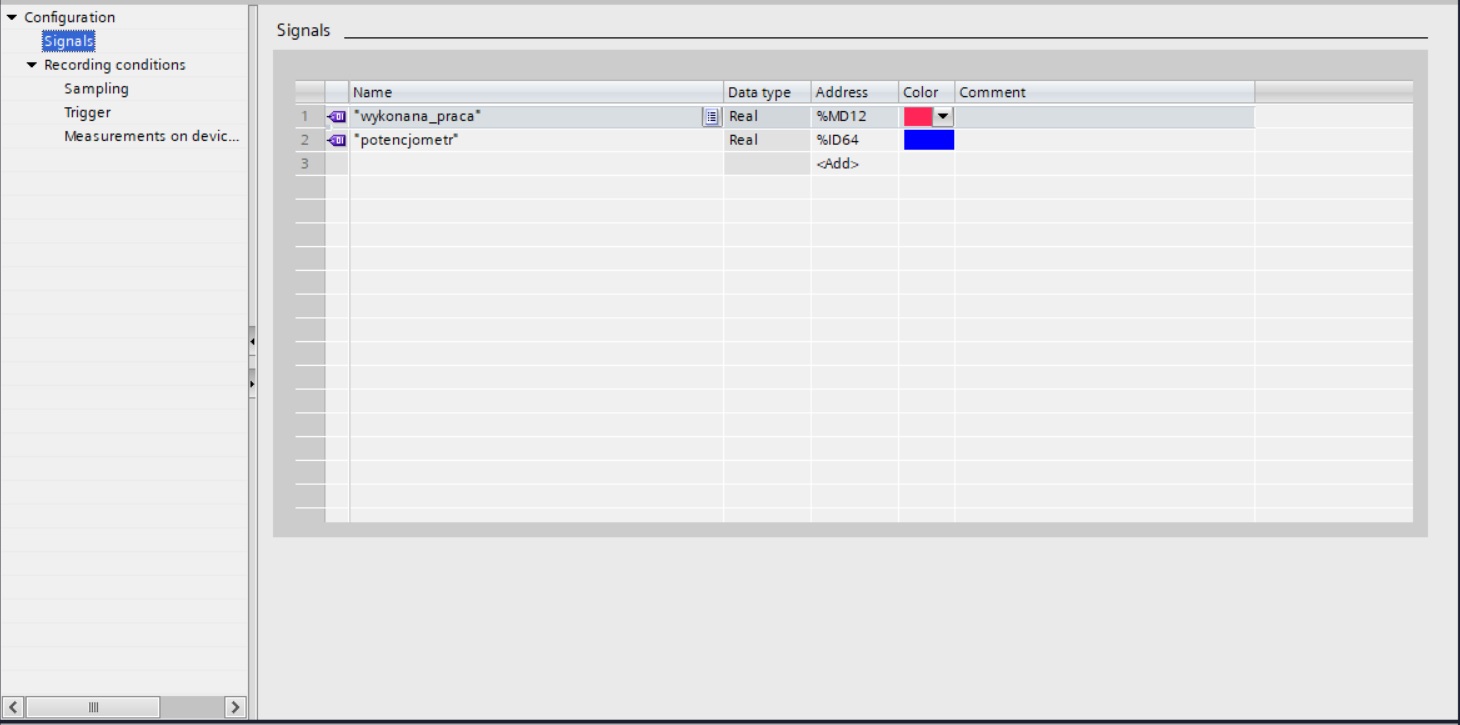 Configuration
Signals
Recording conditions
Sampling
Trigger
Measurements on devic...
Signals
Name Data type Address Color Comment
1 "wykonana_praca" Real %MD12
2 "potencjometr" Real %ID64
3 <Add>